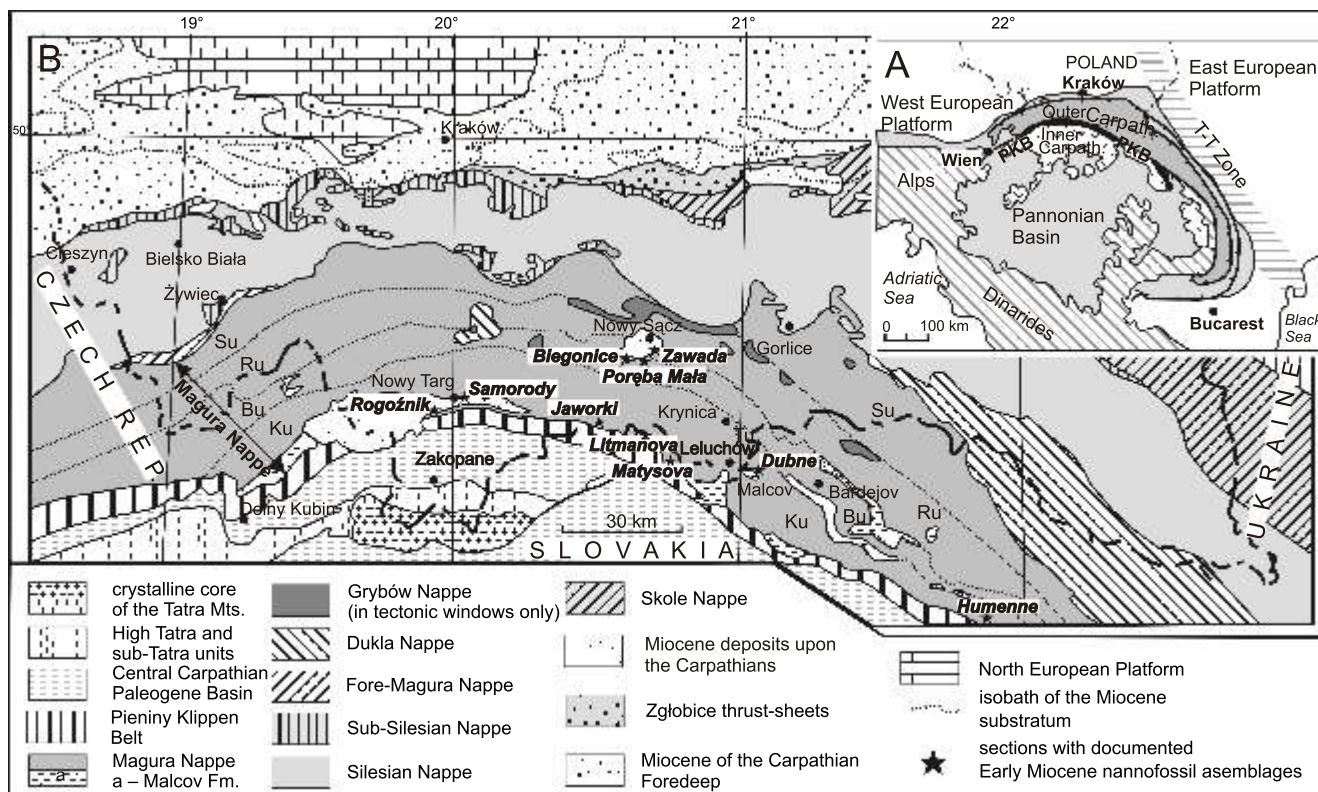 19°
20°
21°
22°
B
A
50°
POLAND
Kraków
East European
Platform
West European
Platform
Outer Carpath.
Inner
Carpath.
PKB
PKB
T-T Zone
Wien
Alps
Pannonian
Basin
Adriatic
Sea
Dinarides
0 100 km
Bucarest
Black
Sea
Kraków
Cieszyn
Bielsko Biała
Żywiec
CZECH REP.
Magura Nappe
Su
Ru
Bu
Ku
Nowy Sącz
Biegonice
Zawada
Poręba Mała
Gorlice
Nowy Targ
Samorody
Rogoźnik
Jaworki
Krynica
Su
Litmanova
Leluchów
Matysova
Dubne
Zakopane
Malcov
Bardejov
Dolny Kubin
Ku
Bu
Ru
30 km
SLOVAKIA
UKRAINE
Humenne
crystalline core
of the Tatra Mts.
High Tatra and
sub-Tatra units
Central Carpathian
Paleogene Basin
Pieniny Klippen
Belt
Magura Nappe
a
a – Malcov Fm.
Grybów Nappe
(in tectonic windows only)
Dukla Nappe
Fore-Magura Nappe
Sub-Silesian Nappe
Silesian Nappe
Skole Nappe
Miocene deposits upon
the Carpathians
Zgłobice thrust-sheets
Miocene of the Carpathian
Foredeep
North European Platform
isobath of the Miocene
substratum
sections with documented
Early Miocene nannofossil asemblages